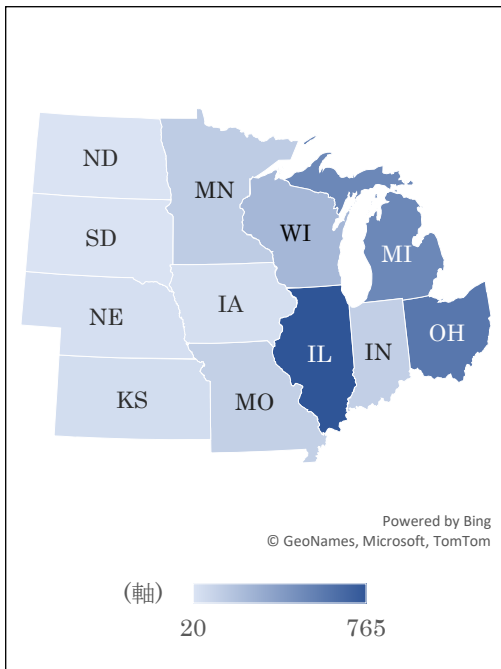 ND
MN
SD
WI
MI
NE
IA
IL
IN
OH
KS
MO
Powered by Bing
© GeoNames, Microsoft, TomTom
(軸)
20 765